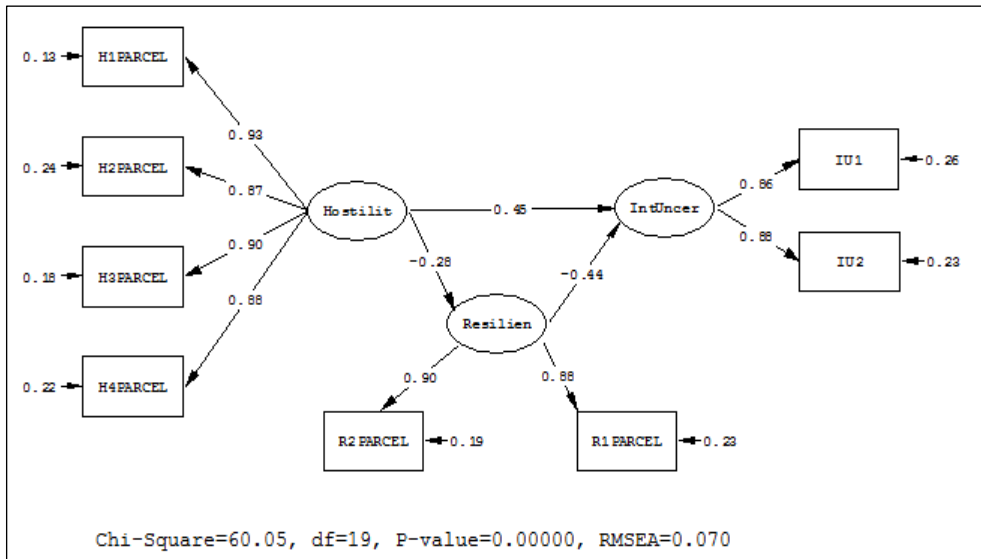 0.13 H1PARCEL
0.93
0.24 H2PARCEL
0.87
IU1 0.26
0.86
Hostilit 0.45 IntUncer
0.90
0.88
0.18 H3PARCEL
-0.28
-0.44
IU2 0.23
0.88
Resilien
0.22 H4PARCEL
0.90 0.88
R2PARCEL 0.19 R1PARCEL 0.23
Chi-Square=60.05, df=19, P-value=0.00000, RMSEA=0.070